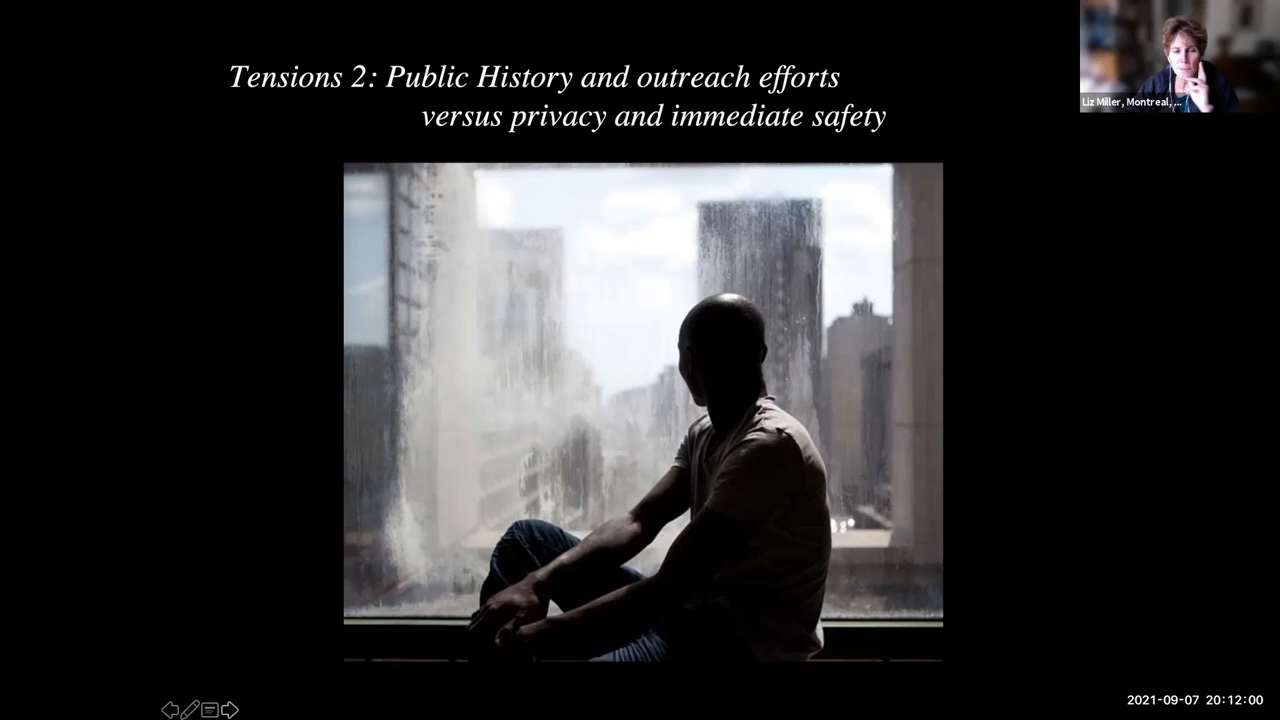 Tensions 2: Public History and outreach efforts
versus privacy and immediate safety
Liz Miller, Montreal, ...
2021-09-07 20:12:00